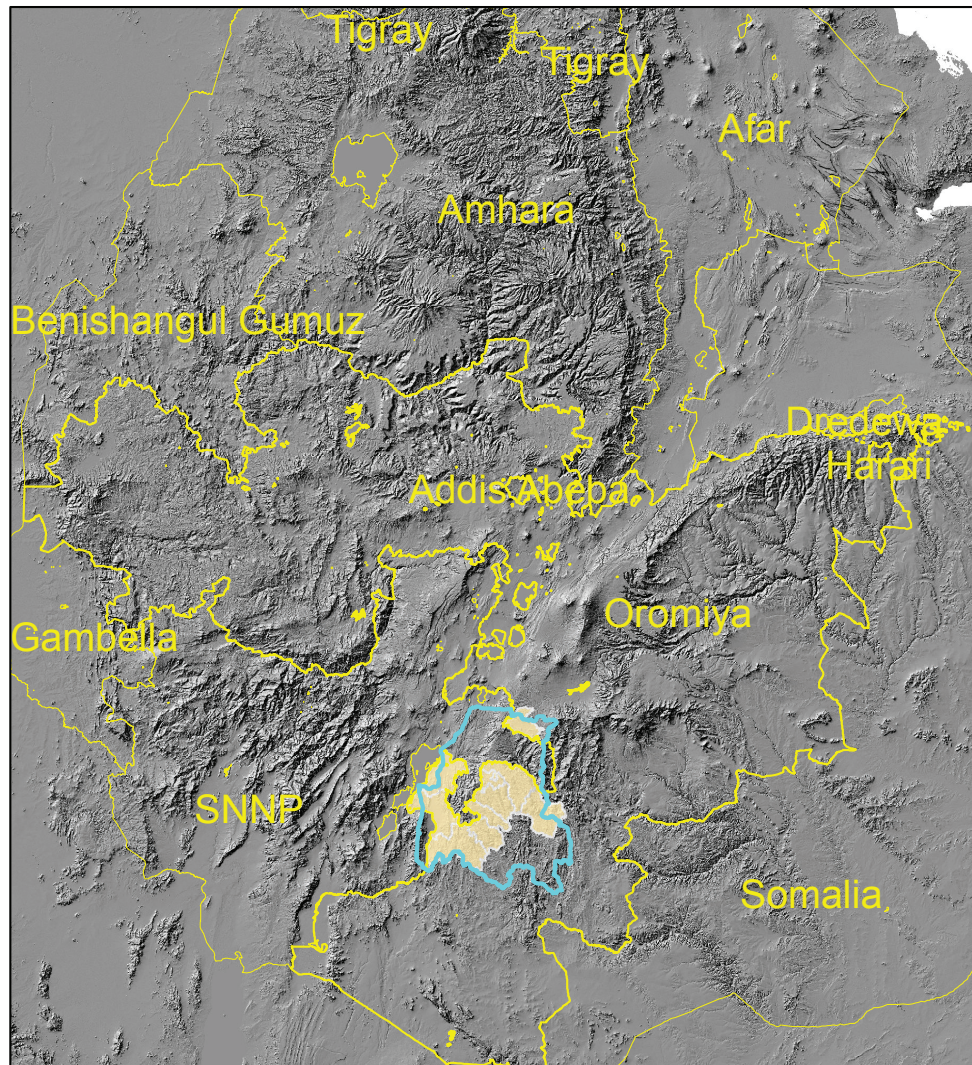 Tigray
Tigray
Afar
Amhara
Benishangul Gumuz
Dredewa
Addis Abeba
Harari
Oromiya
Gambella
SNNP
Somalia